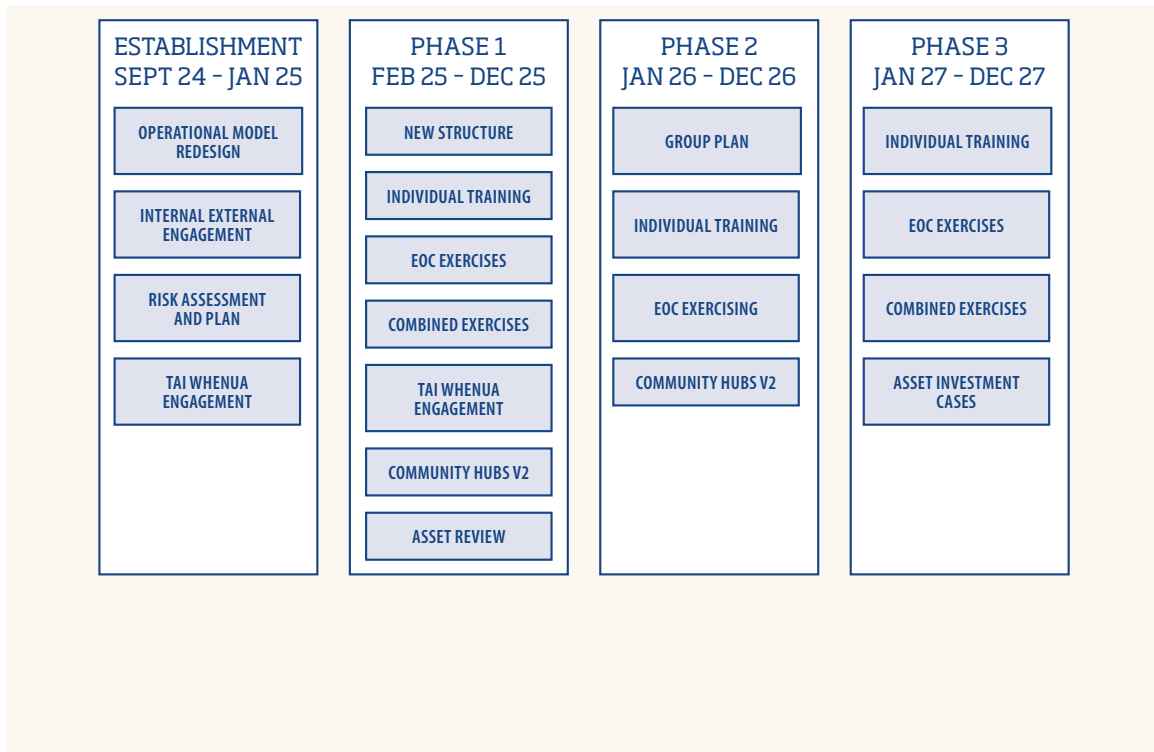 ESTABLISHMENT
SEPT 24 – JAN 25
OPERATIONAL MODEL
REDESIGN
INTERNAL EXTERNAL
ENGAGEMENT
RISK ASSESSMENT
AND PLAN
TAI WHENUA
ENGAGEMENT
PHASE 1
FEB 25 – DEC 25
NEW STRUCTURE
INDIVIDUAL TRAINING
EOC EXERCISES
COMBINED EXERCISES
TAI WHENUA
ENGAGEMENT
COMMUNITY HUBS V2
ASSET REVIEW
PHASE 2
JAN 26 – DEC 26
GROUP PLAN
INDIVIDUAL TRAINING
EOC EXERCISING
COMMUNITY HUBS V2
PHASE 3
JAN 27 – DEC 27
INDIVIDUAL TRAINING
EOC EXERCISES
COMBINED EXERCISES
ASSET INVESTMENT
CASES